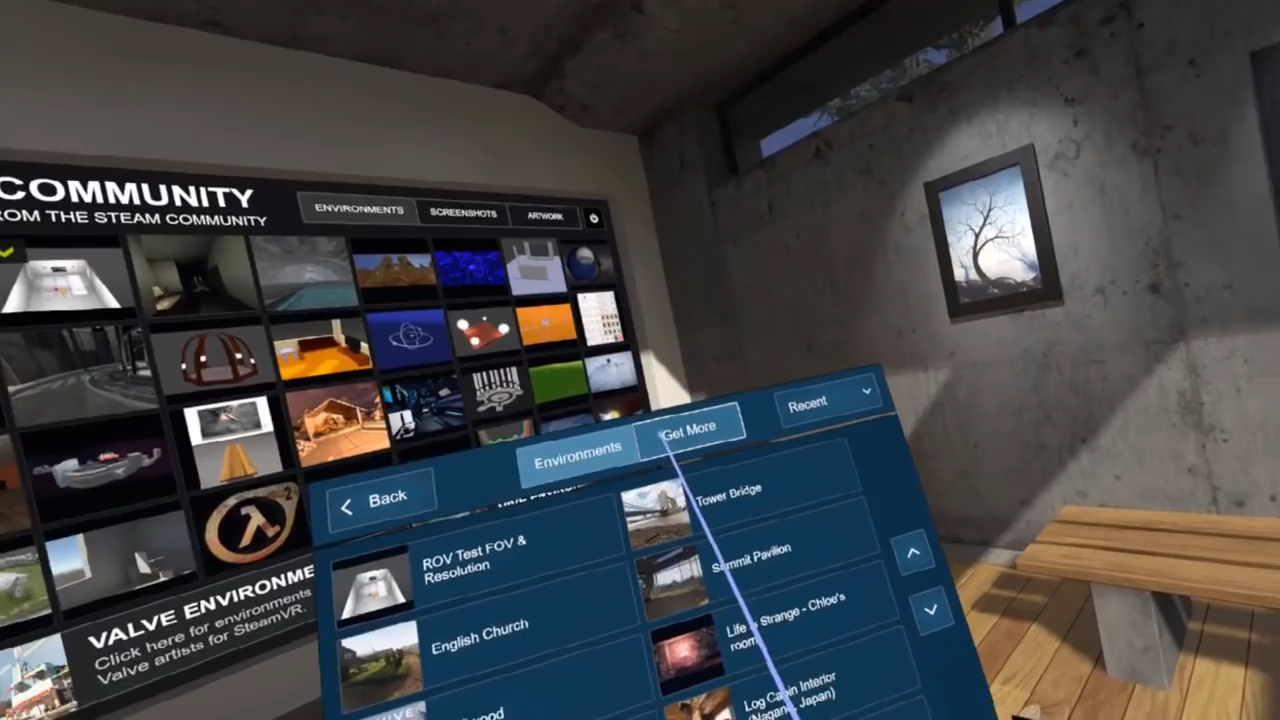 COMMUNITY
ROM THE STEAM COMMUNITY
ENVIRONMENTS
SCREENSHOTS
ARTWORK
2
VALVE ENVIRONME
Click here for environments
Valve artists for SteamVR.
Back
Environments
Get More
Recent
ROV Test FOV &
Resolution
English Church
wood
Tower Bridge
Summit Pavilion
Life is Strange - Chloe's
room
Log Cabin Interior
(Nagano, Japan)